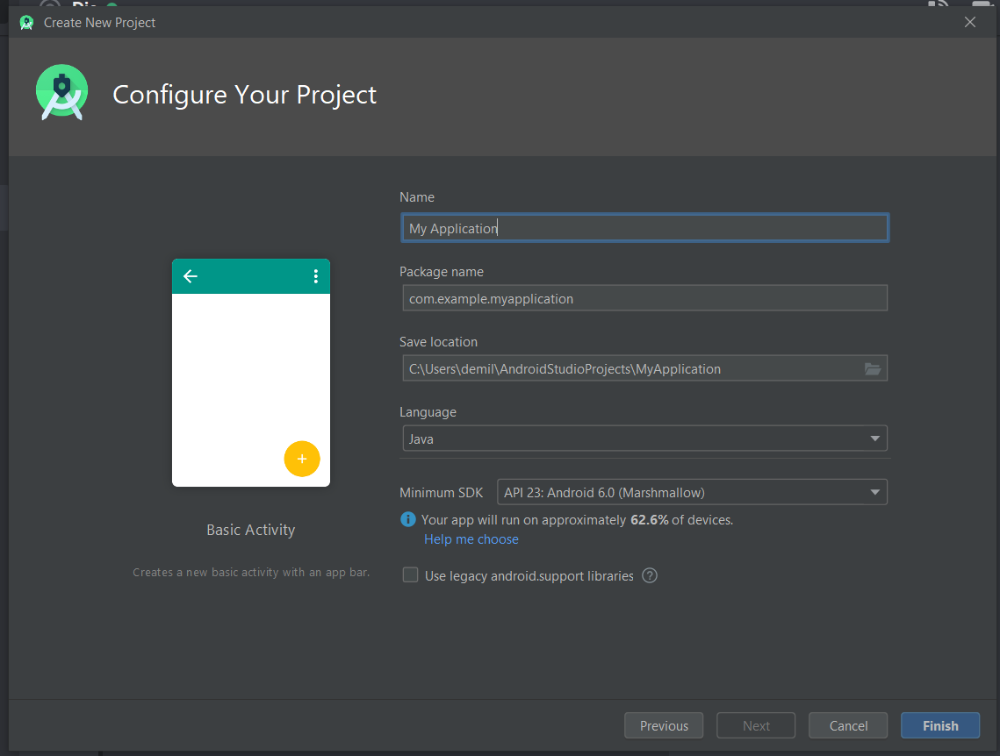 Create New Project
Configure Your Project
Name
My Application
Package name
com.example.myapplication
Save location
C:\Users\demil\AndroidStudioProjects\MyApplication
Language
Java
Minimum SDK
API 23: Android 6.0 (Marshmallow)
i Your app will run on approximately 62.6% of devices.
Help me choose
Use legacy android.support libraries ?
+
Basic Activity
Creates a new basic activity with an app bar.
Previous
Next
Cancel
Finish